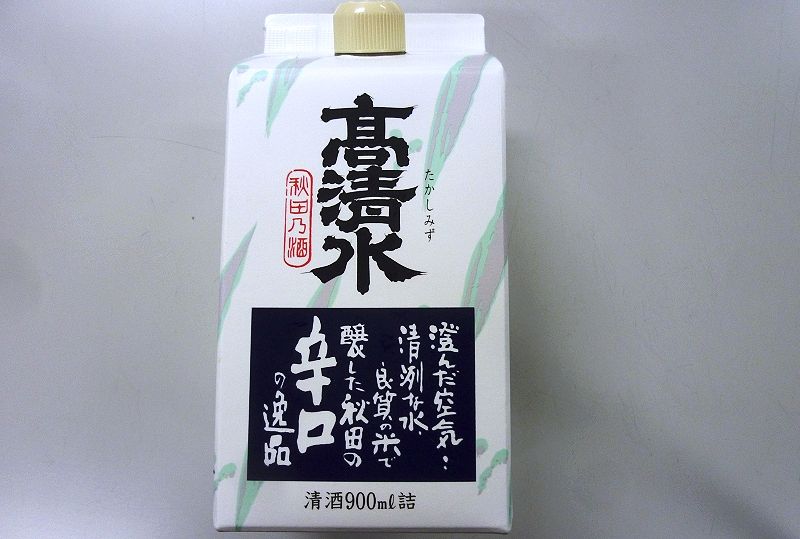 髙清水
たかしみず
秋田乃酒
澄んだ空気…
清冽な水、
良質の米で
醸した秋田の
辛口
の逸品
清酒900ml詰